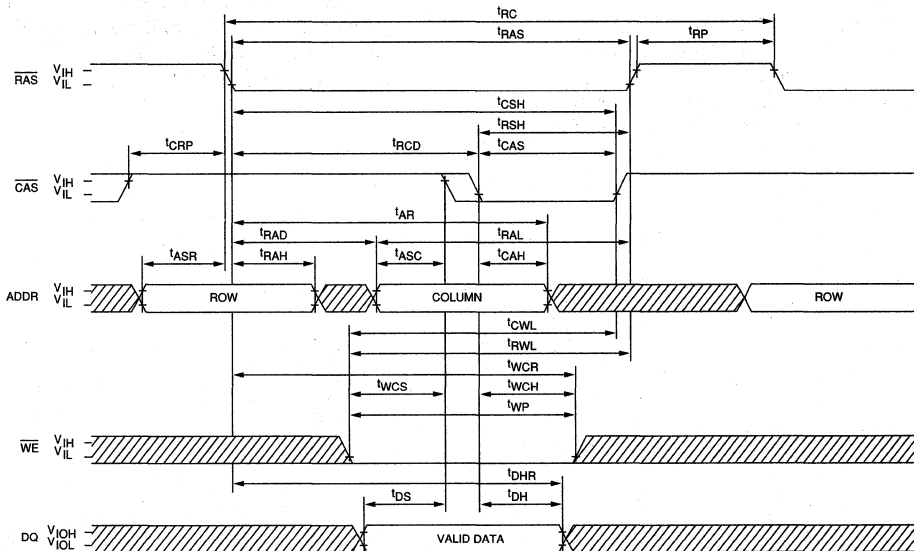 tRC
tRAS
tRP
RAS VIH
VIL
tCSH
tRSH
tCRP tRCD tCAS
CAS VIH
VIL
tAR
tRAD tRAL
tASR tRAH tASC tCAH
ADDR VIH
VIL
ROW COLUMN ROW
tCWL
tRWL
tWCR
tWCS tWCH
tWP
WE VIH
VIL
tDHR
tDS tDH
DQ VIOH
VIOL
VALID DATA